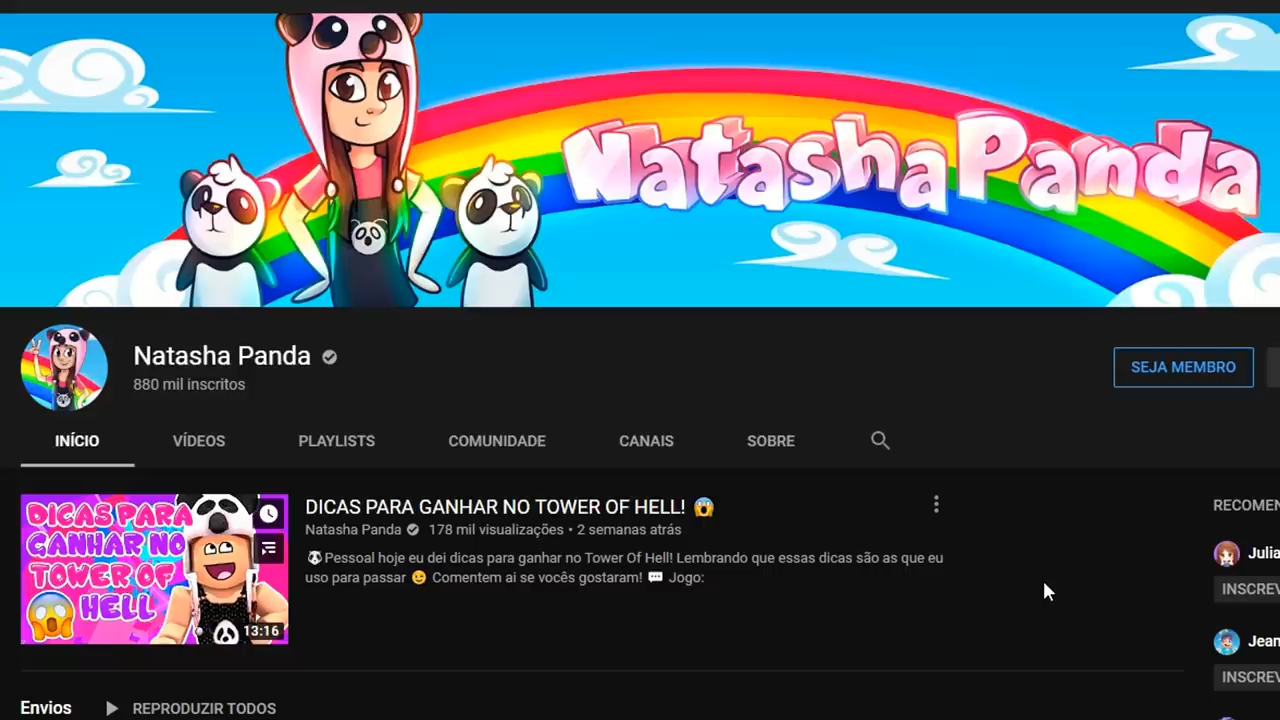 NatashaPanda
Natasha Panda
880 mil inscritos
SEJA MEMBRO
INÍCIO VÍDEOS PLAYLISTS COMUNIDADE CANAIS SOBRE
DICAS PARA
GANHAR NO
TOWER OF
HELL
13:16
DICAS PARA GANHAR NO TOWER OF HELL! 😱
Natasha Panda 178 mil visualizações • 2 semanas atrás
🐼Pessoal hoje eu dei dicas para ganhar no Tower Of Hell! Lembrando que essas dicas são as que eu
uso para passar 😉 Comentem ai se vocês gostaram! 💬 Jogo:
RECOMEN
Julia
INSCREV
Jean
INSCREV
Envios REPRODUZIR TODOS